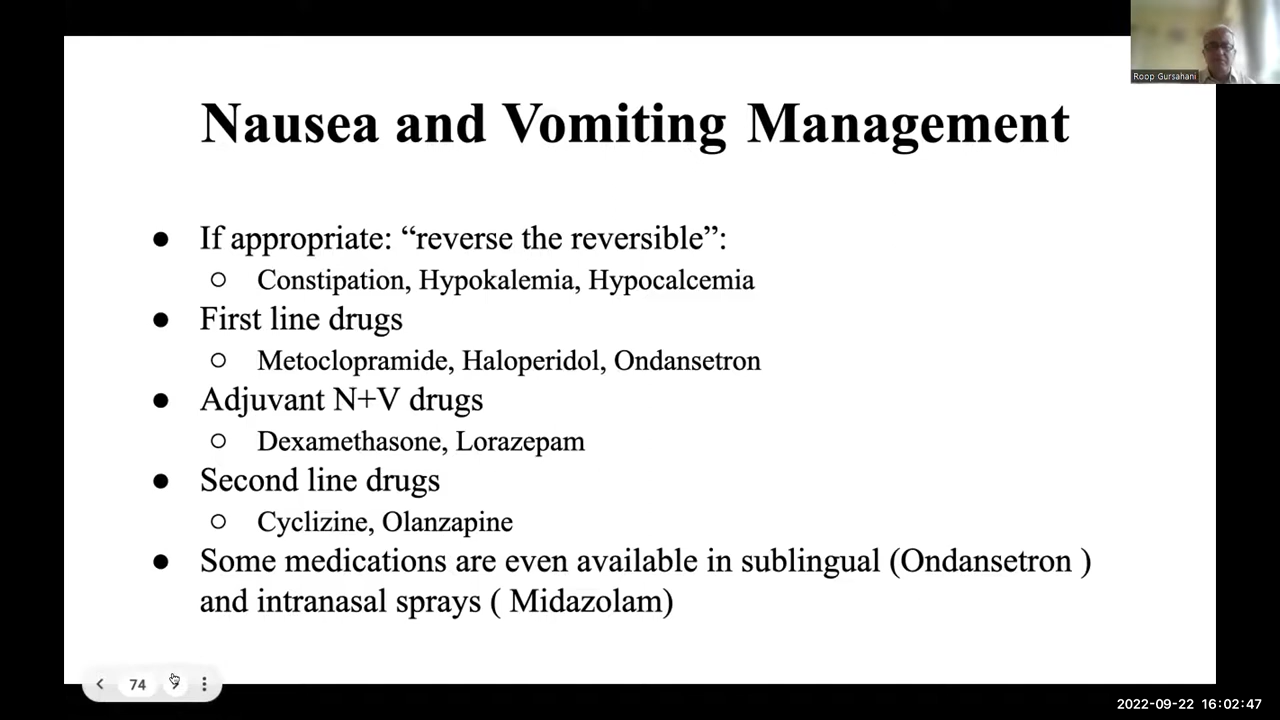 Roop Gursahani
Nausea and Vomiting Management
● If appropriate: “reverse the reversible”:
○ Constipation, Hypokalemia, Hypocalcemia
● First line drugs
○ Metoclopramide, Haloperidol, Ondansetron
● Adjuvant N+V drugs
○ Dexamethasone, Lorazepam
● Second line drugs
○ Cyclizine, Olanzapine
● Some medications are even available in sublingual (Ondansetron )
and intranasal sprays ( Midazolam)
74
2022-09-22 16:02:47